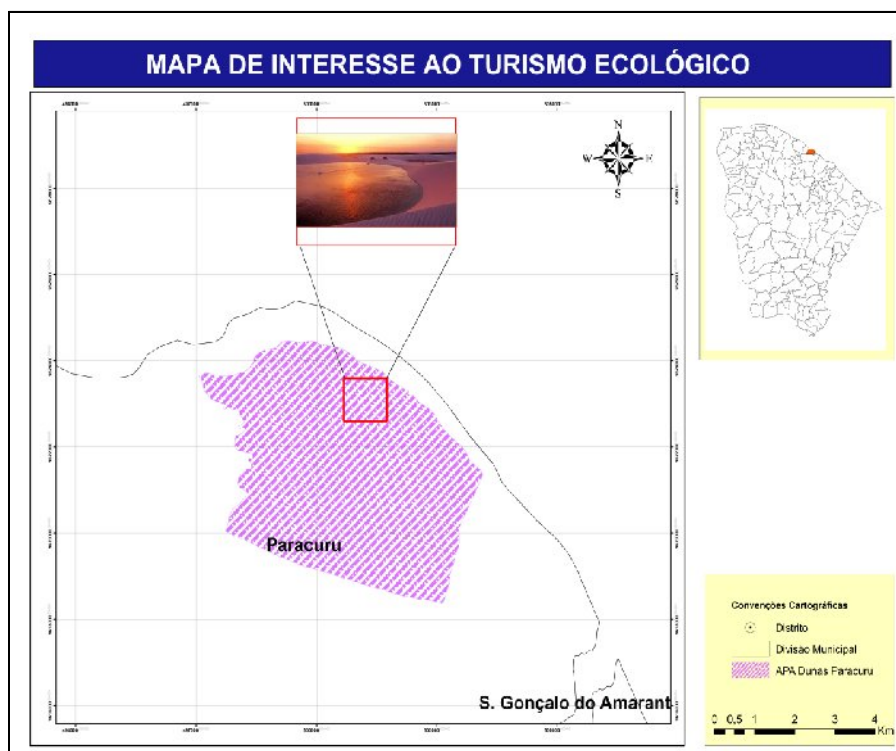 MAPA DE INTERESSE AO TURISMO ECOLÓGICO
N
W E
S
Paracuru
S. Gonçalo do Amarant
Convenções Cartográficas
Distrito
Divisão Municipal
APA Dunas Paracuru
0 0,5 1 2 3 4
Km